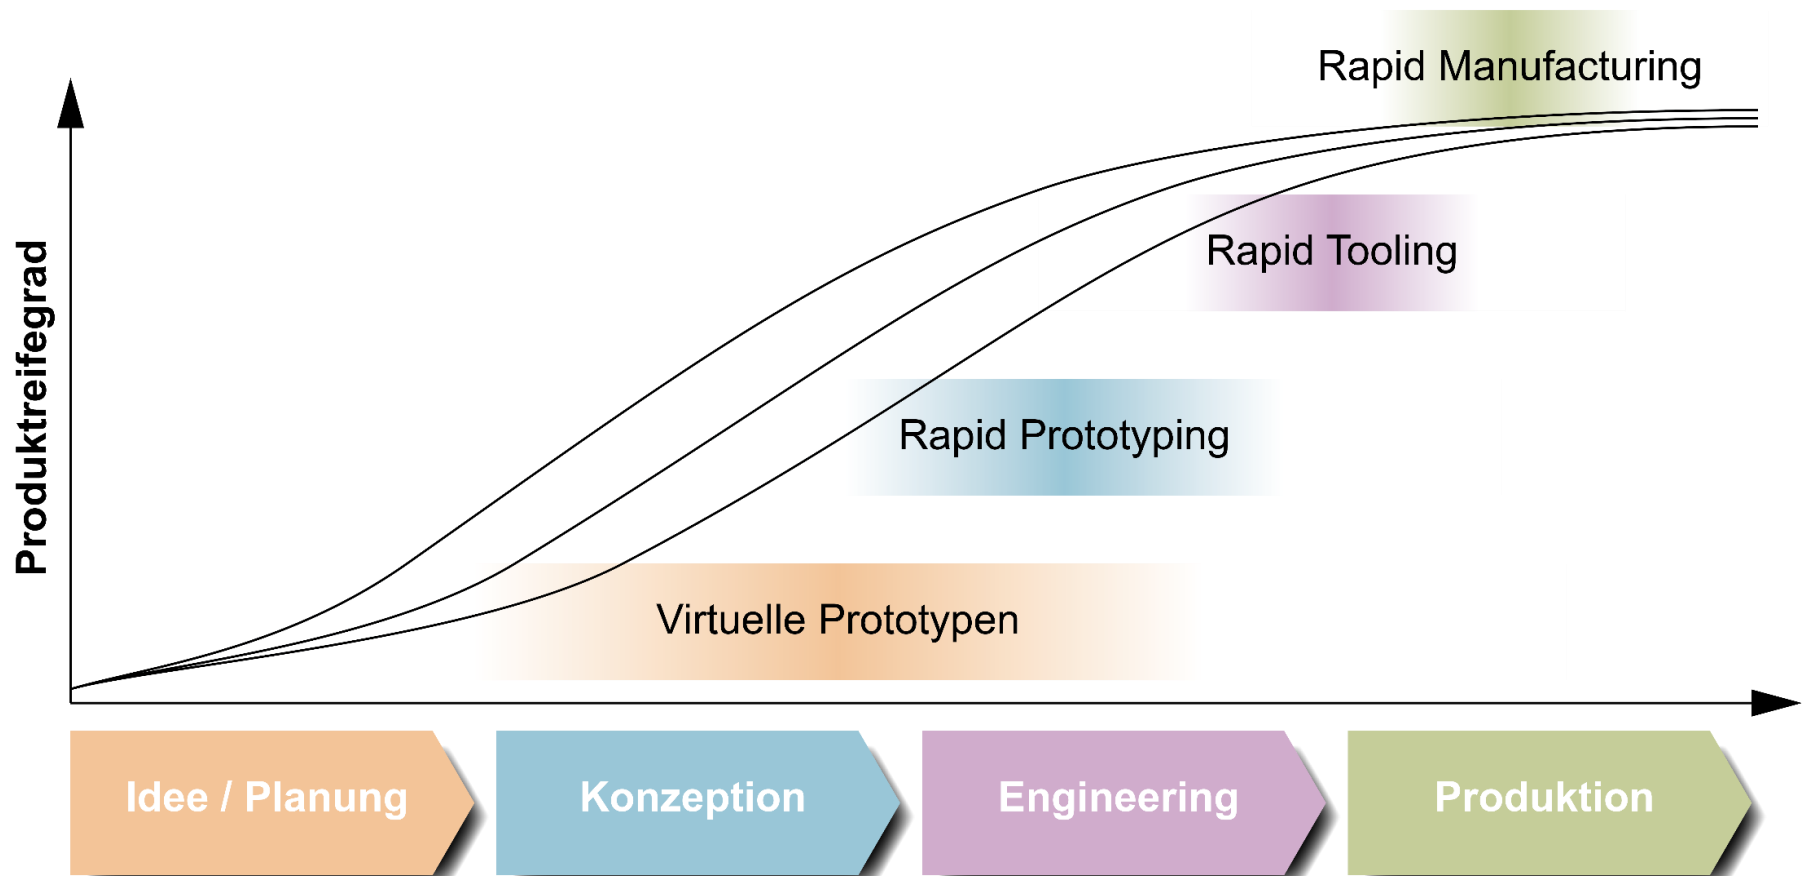 Rapid Manufacturing
Rapid Tooling
Produktreifegrad
Rapid Prototyping
Virtuelle Prototypen
Idee / Planung
Konzeption
Engineering
Produktion